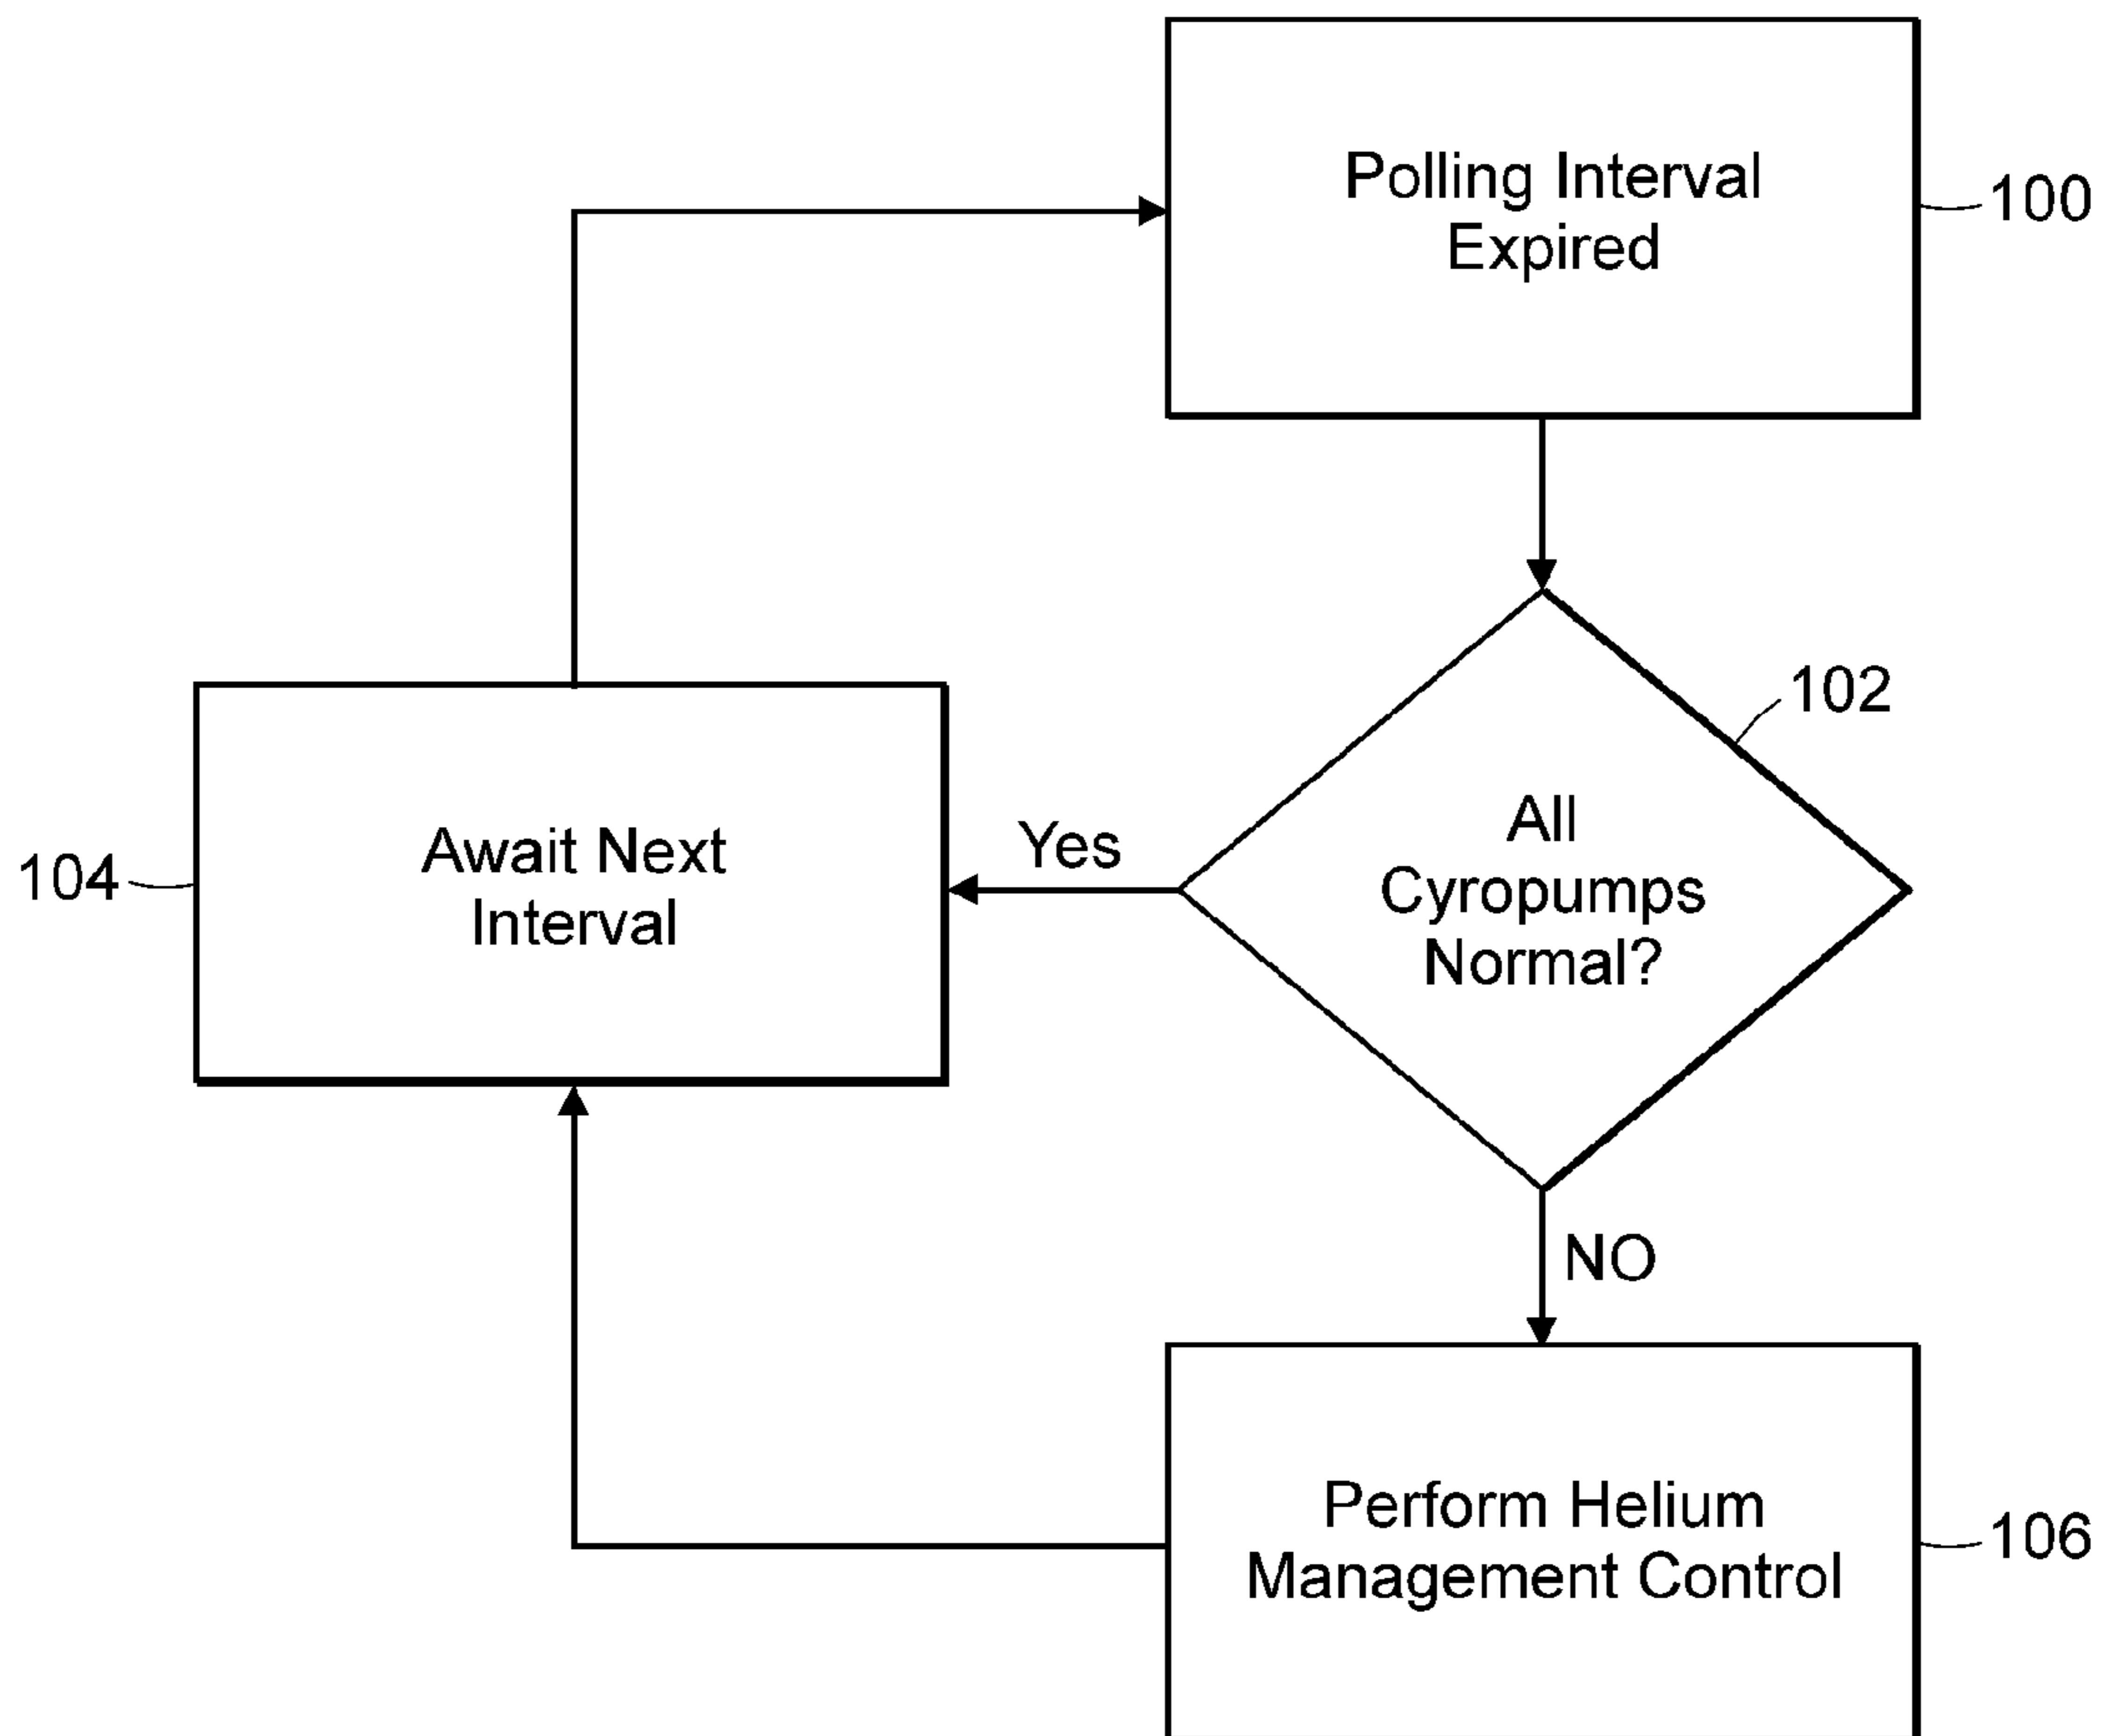 Polling Interval
Expired
100
102
All
Cyropumps
Normal?
Yes
Await Next
Interval
104
NO
Perform Helium
Management Control
106